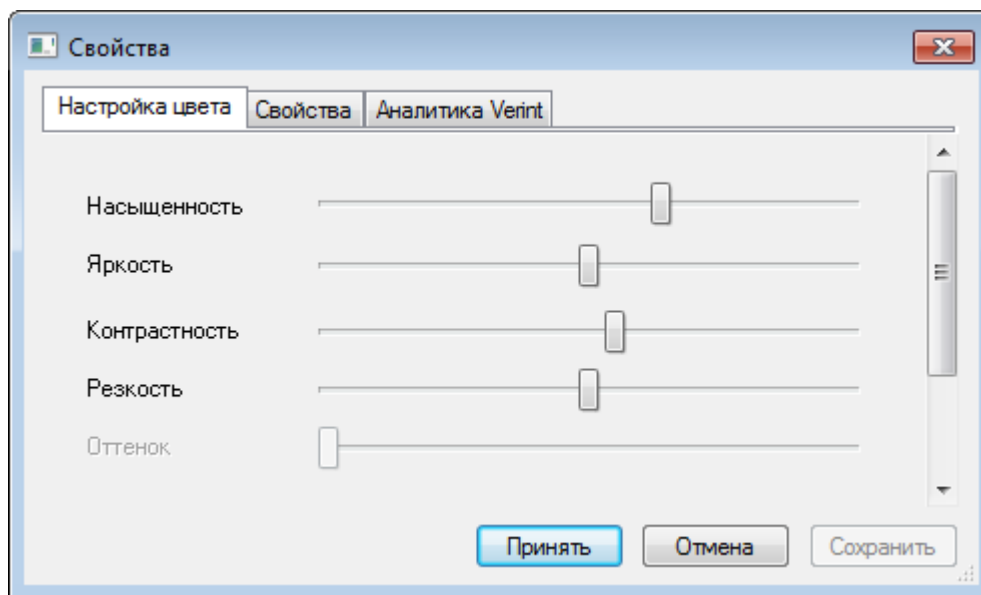 Свойства
Настройка цвета Свойства Аналитика Verint
Насыщенность
Яркость
Контрастность
Резкость
Оттенок
Принять Отмена Сохранить